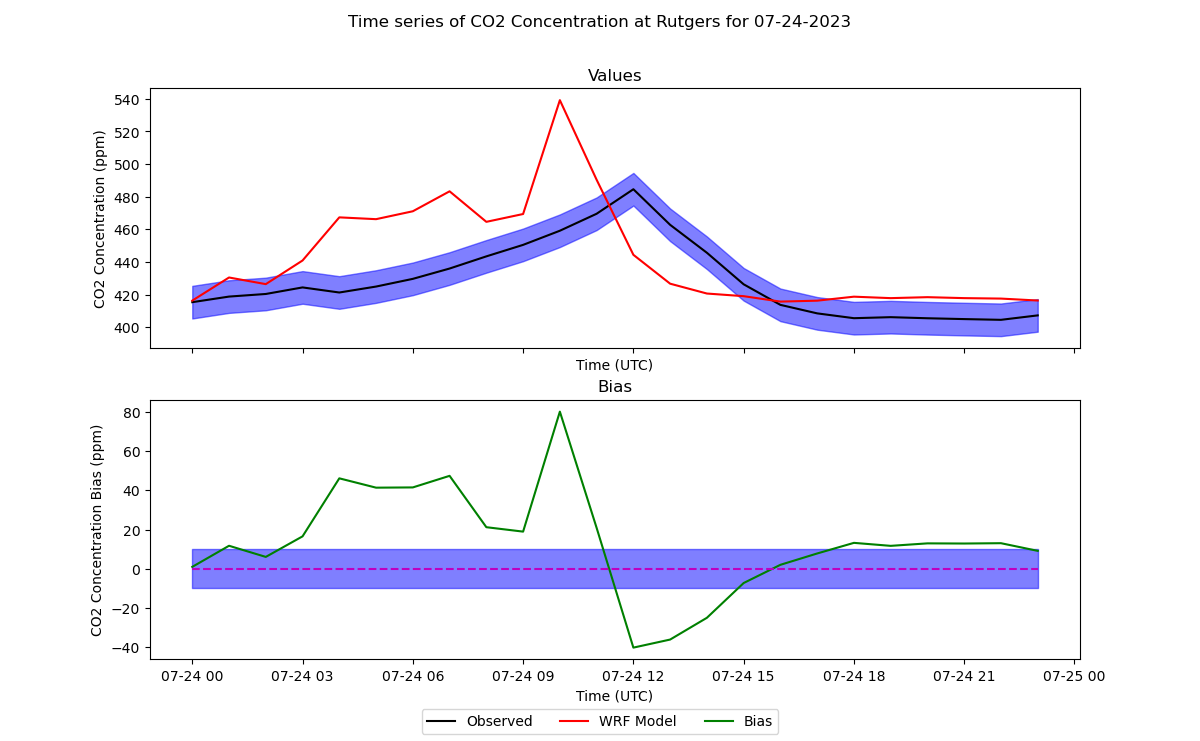 Time series of CO2 Concentration at Rutgers for 07-24-2023
Values
CO2 Concentration (ppm)
540
520
500
480
460
440
420
400
Time (UTC)
Bias
CO2 Concentration Bias (ppm)
80
60
40
20
0
−20
−40
07-24 00 07-24 03 07-24 06 07-24 09 07-24 12 07-24 15 07-24 18 07-24 21 07-25 00
Time (UTC)
Observed WRF Model Bias